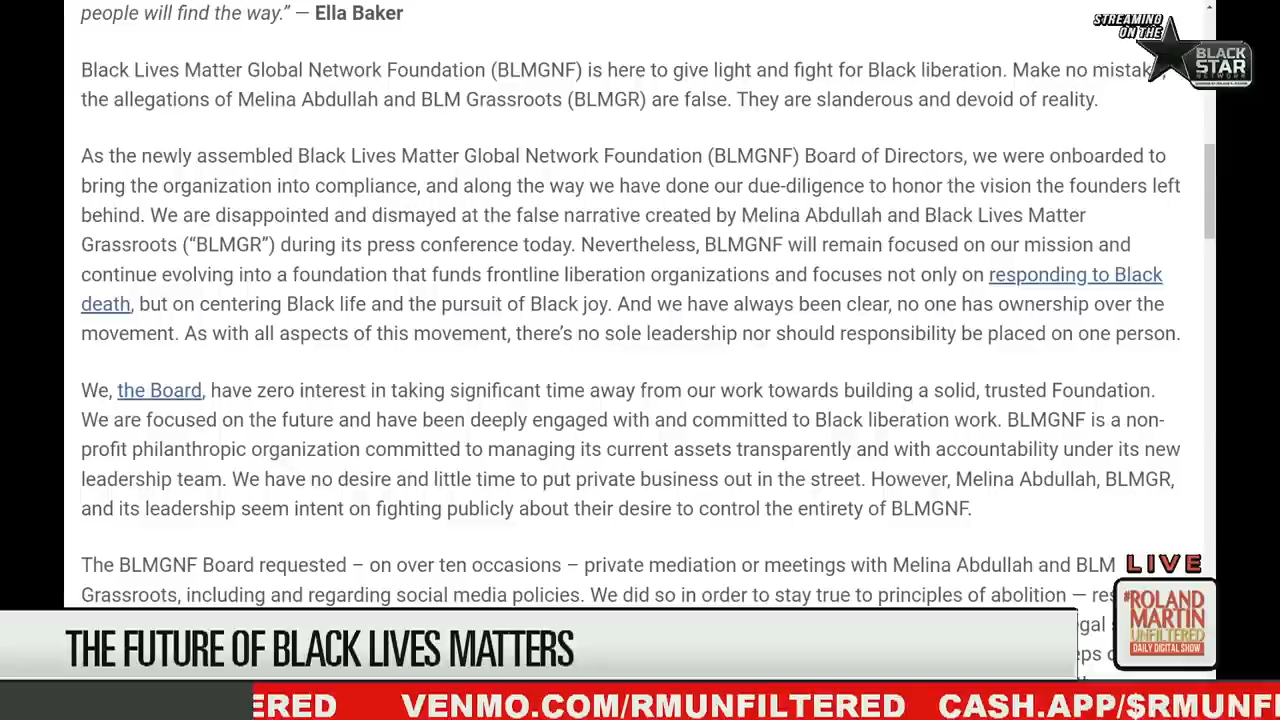 people will find the way.” — Ella Baker
STREAMING
ON THE
BLACK
STAR
NETWORK
Black Lives Matter Global Network Foundation (BLMGNF) is here to give light and fight for Black liberation. Make no
the allegations of Melina Abdullah and BLM Grassroots (BLMGR) are false. They are slanderous and devoid of reality.
As the newly assembled Black Lives Matter Global Network Foundation (BLMGNF) Board of Directors, we were onboarded to
bring the organization into compliance, and along the way we have done our due-diligence to honor the vision the founders left
behind. We are disappointed and dismayed at the false narrative created by Melina Abdullah and Black Lives Matter
Grassroots (“BLMGR”) during its press conference today. Nevertheless, BLMGNF will remain focused on our mission and
continue evolving into a foundation that funds frontline liberation organizations and focuses not only on responding to Black
death, but on centering Black life and the pursuit of Black joy. And we have always been clear, no one has ownership over the
movement. As with all aspects of this movement, there’s no sole leadership nor should responsibility be placed on one person.
We, the Board, have zero interest in taking significant time away from our work towards building a solid, trusted Foundation.
We are focused on the future and have been deeply engaged with and committed to Black liberation work. BLMGNF is a non-
profit philanthropic organization committed to managing its current assets transparently and with accountability under its new
leadership team. We have no desire and little time to put private business out in the street. However, Melina Abdullah, BLMGR,
and its leadership seem intent on fighting publicly about their desire to control the entirety of BLMGNF.
The BLMGNF Board requested – on over ten occasions – private mediation or meetings with Melina Abdullah and BLM
Grassroots, including and regarding social media policies. We did so in order to stay true to principles of abolition —
LIVE
#ROLAND
MARTIN
UNFILTERED
DAILY DIGITAL SHOW
THE FUTURE OF BLACK LIVES MATTERS
ERED VENMO.COM/RMUNFILTERED CASH.APP/$RMUNF